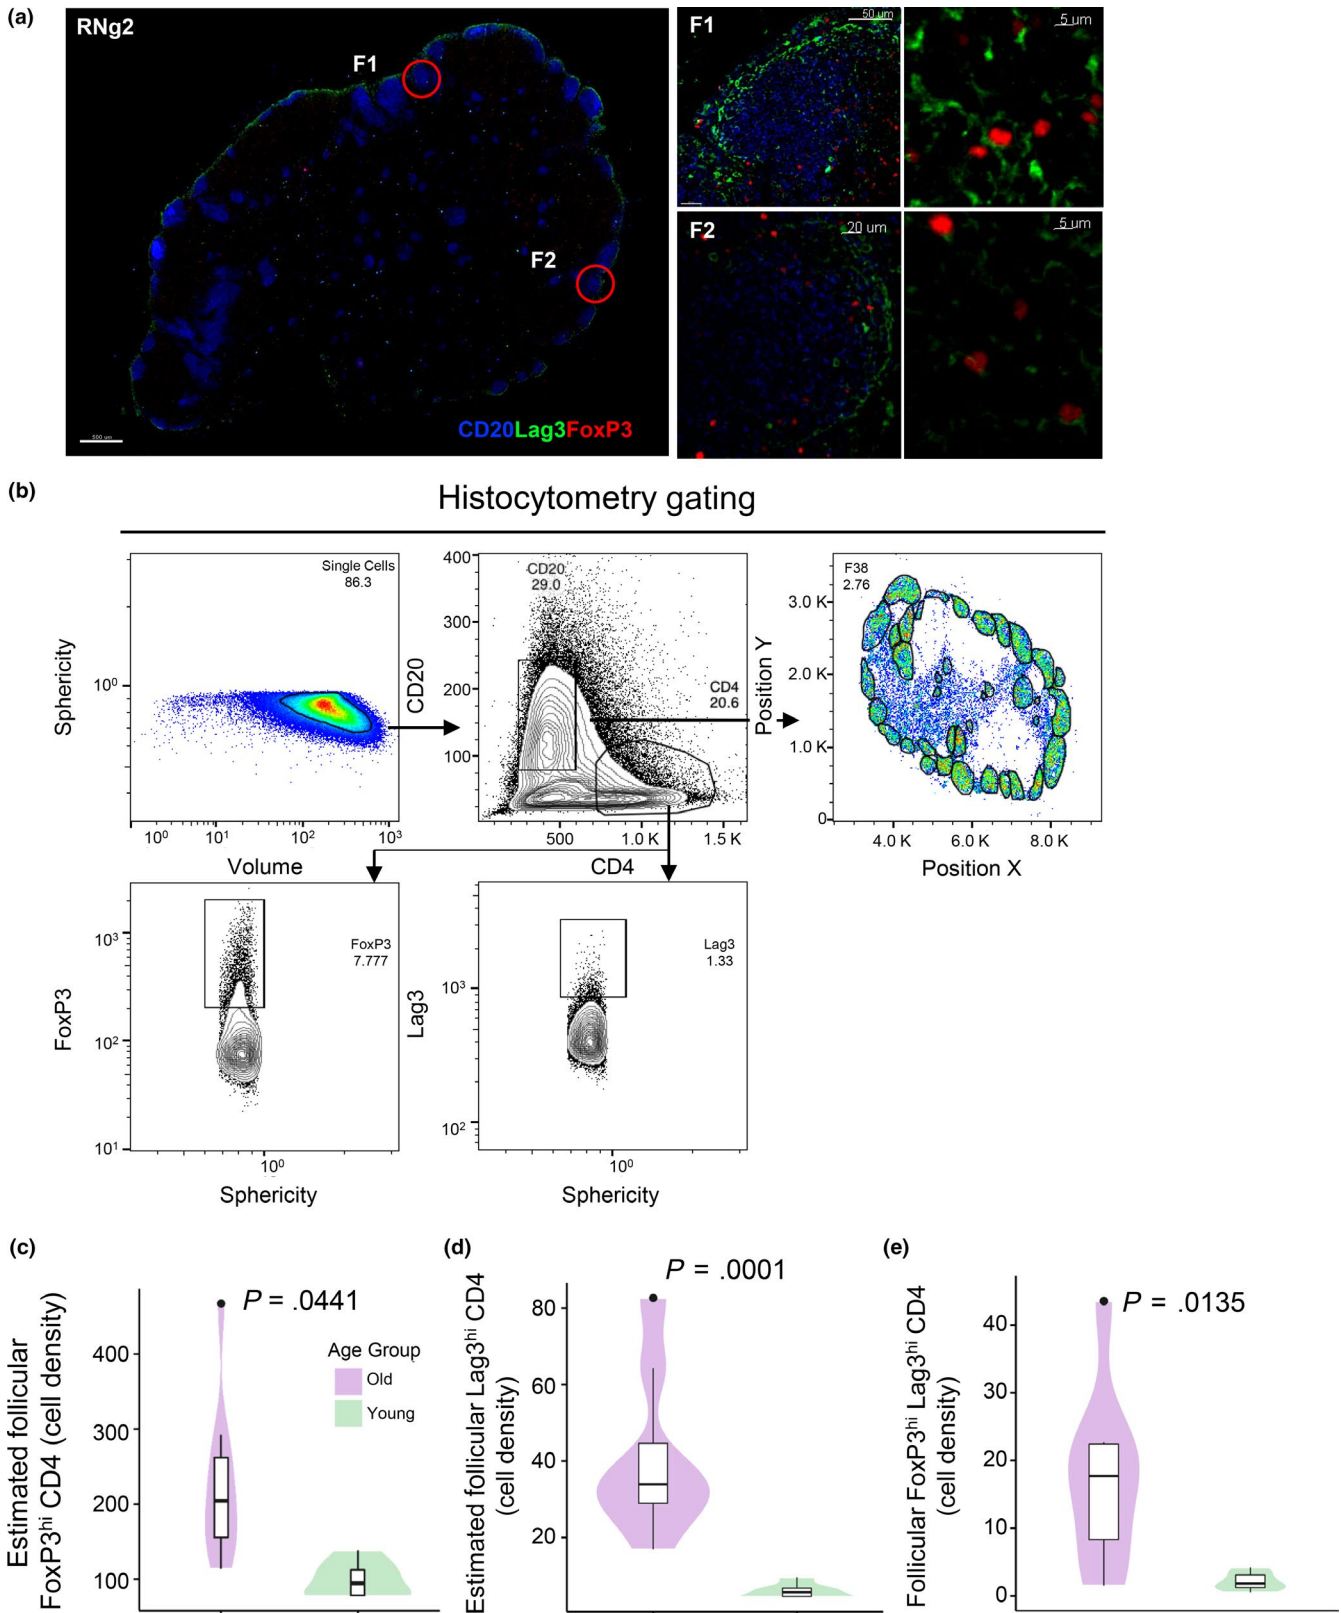 (a)
RNg2
F1
F2
500 um
CD20Lag3FoxP3
F1
50 um
5 um
F2
20 um
5 um
(b)
Histocytometry gating
Single Cells
86.3
Sphericity
10⁰
10⁰ 10¹ 10² 10³
Volume
CD20
29.0
CD4
20.6
CD20
400
300
200
100
500 1.0 K 1.5 K
CD4
F38
2.76
Position Y
3.0 K
2.0 K
1.0 K
0
4.0 K 6.0 K 8.0 K
Position X
FoxP3
7.777
FoxP3
10³
10²
10¹
10⁰
Sphericity
Lag3
1.33
Lag3
10³
10²
10⁰
Sphericity
(c)
P = .0441
Estimated follicular
FoxP3ʰⁱ CD4 (cell density)
400
300
200
100
Age Group
Old
Young
(d)
P = .0001
Estimated follicular Lag3ʰⁱ CD4
(cell density)
80
60
40
20
(e)
P = .0135
Follicular FoxP3ʰⁱ Lag3ʰⁱ CD4
(cell density)
40
30
20
10
0